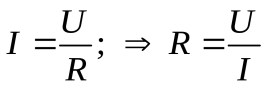 I = U/R; ⇒ R = U/I